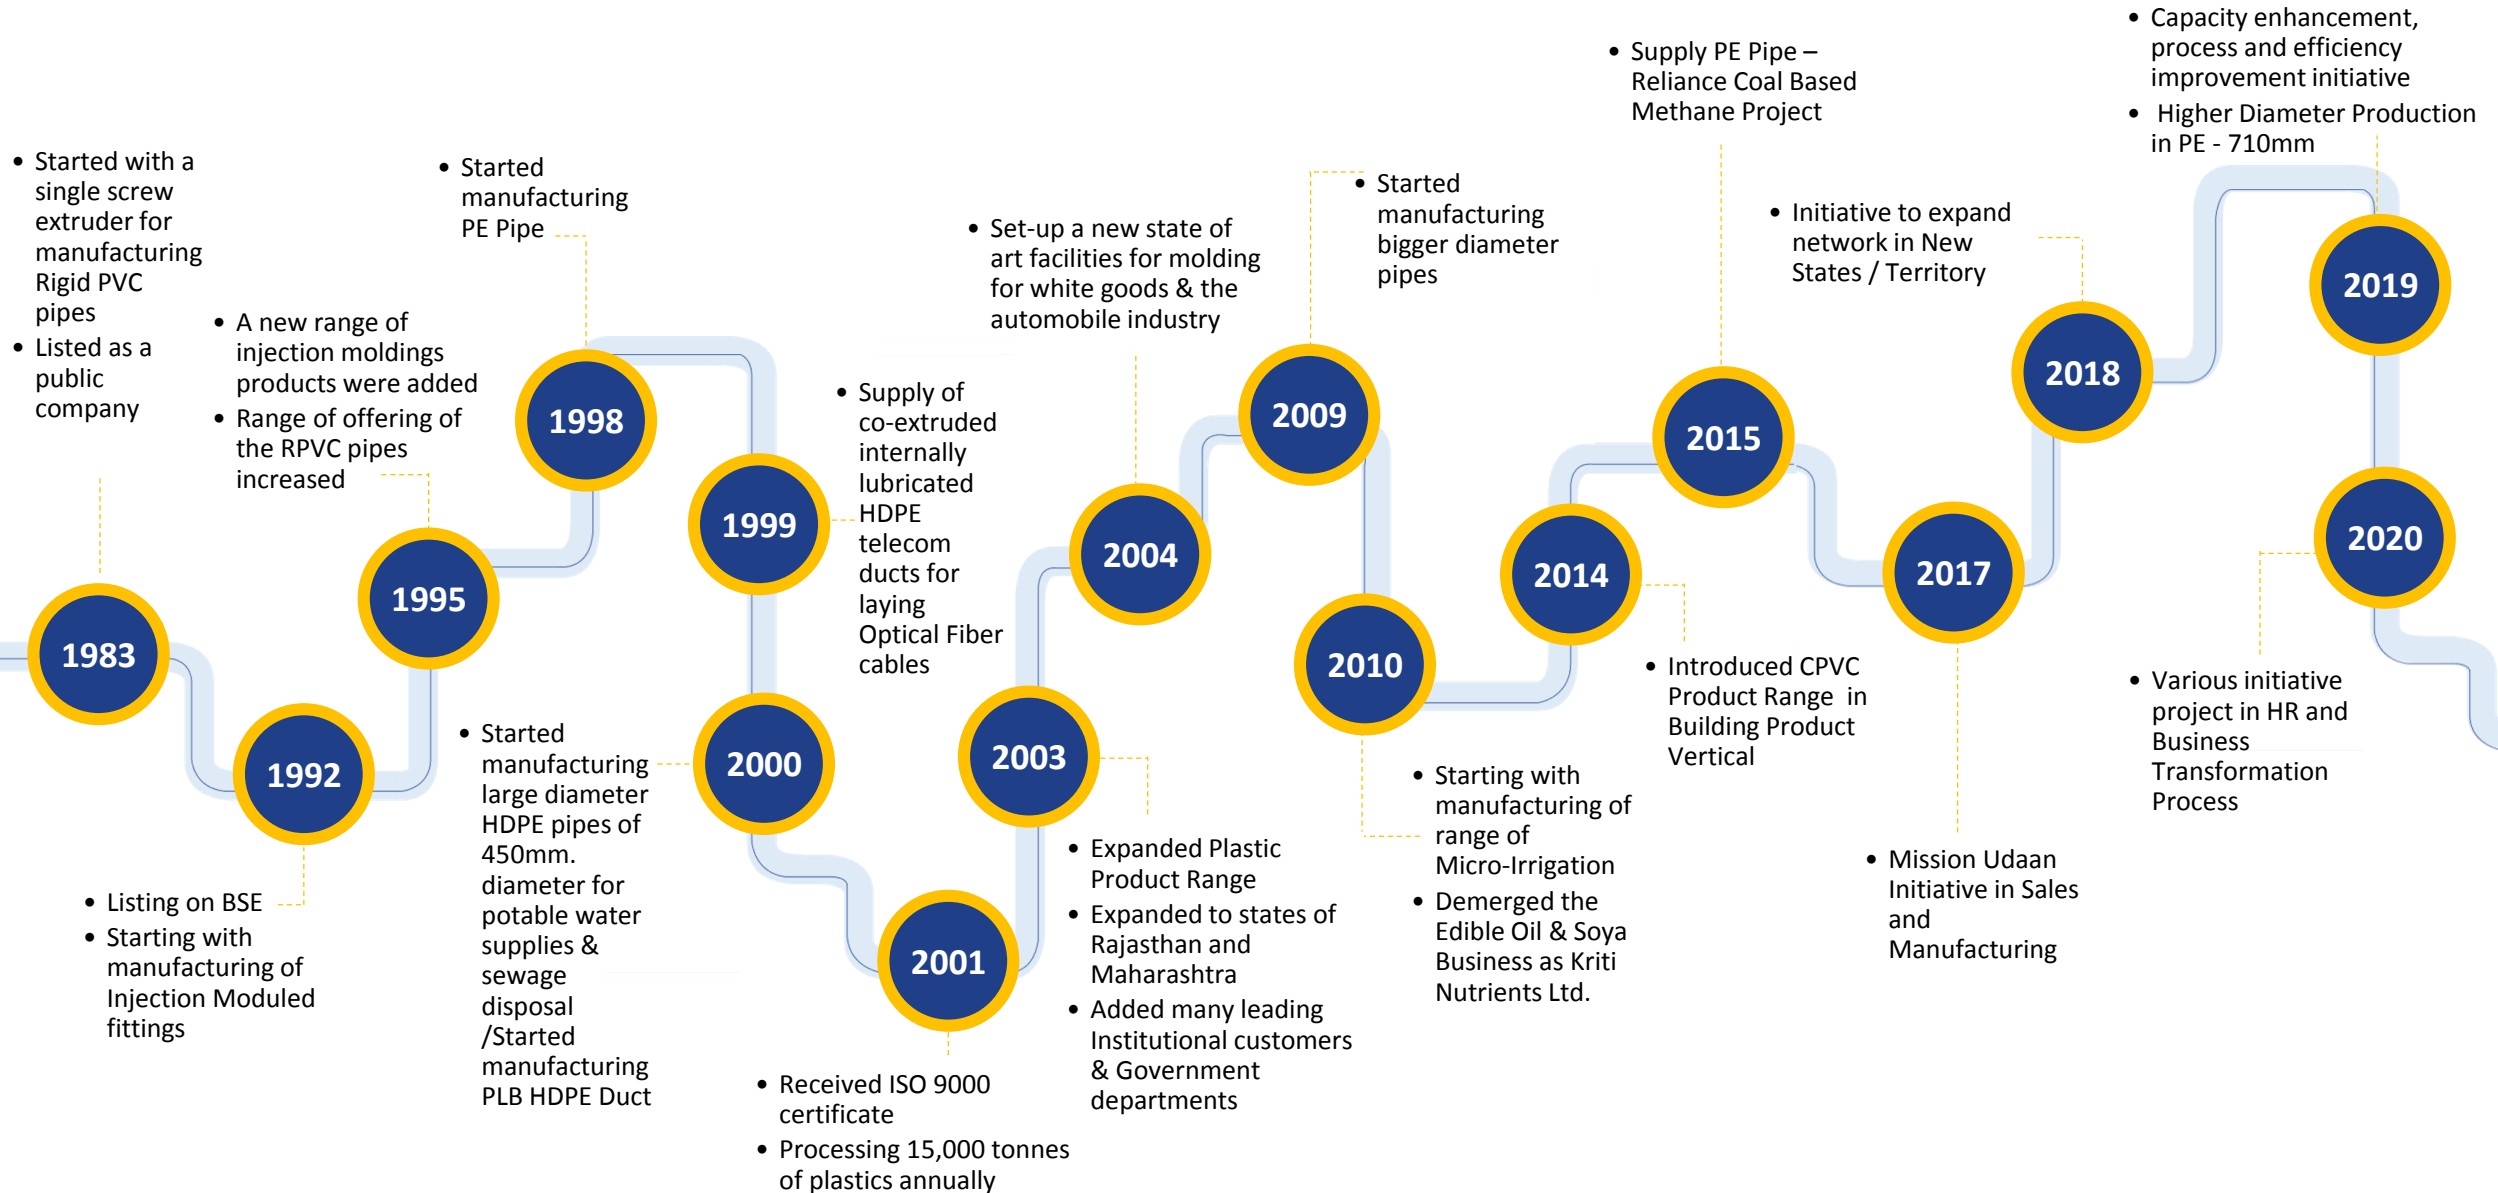 • Started with a
single screw
extruder for
manufacturing
Rigid PVC
pipes
• Listed as a
public
company
1983
• Listing on BSE
• Starting with
manufacturing of
Injection Moduled
fittings
1992
• A new range of
injection moldings
products were added
• Range of offering of
the RPVC pipes
increased
1995
• Started
manufacturing
PE Pipe
1998
• Supply of
co-extruded
internally
lubricated
HDPE
telecom
ducts for
laying
Optical Fiber
cables
1999
• Started
manufacturing
large diameter
HDPE pipes of
450mm.
diameter for
potable water
supplies &
sewage
disposal
/Started
manufacturing
PLB HDPE Duct
2000
• Received ISO 9000
certificate
• Processing 15,000 tonnes
of plastics annually
2001
• Expanded Plastic
Product Range
• Expanded to states of
Rajasthan and
Maharashtra
• Added many leading
Institutional customers
& Government
departments
2003
• Set-up a new state of
art facilities for molding
for white goods & the
automobile industry
2004
• Started
manufacturing
bigger diameter
pipes
2009
• Starting with
manufacturing of
range of
Micro-Irrigation
• Demerged the
Edible Oil & Soya
Business as Kriti
Nutrients Ltd.
2010
• Introduced CPVC
Product Range in
Building Product
Vertical
2014
• Supply PE Pipe –
Reliance Coal Based
Methane Project
2015
• Mission Udaan
Initiative in Sales
and
Manufacturing
2017
• Initiative to expand
network in New
States / Territory
2018
• Capacity enhancement,
process and efficiency
improvement initiative
• Higher Diameter Production
in PE - 710mm
2019
• Various initiative
project in HR and
Business
Transformation
Process
2020